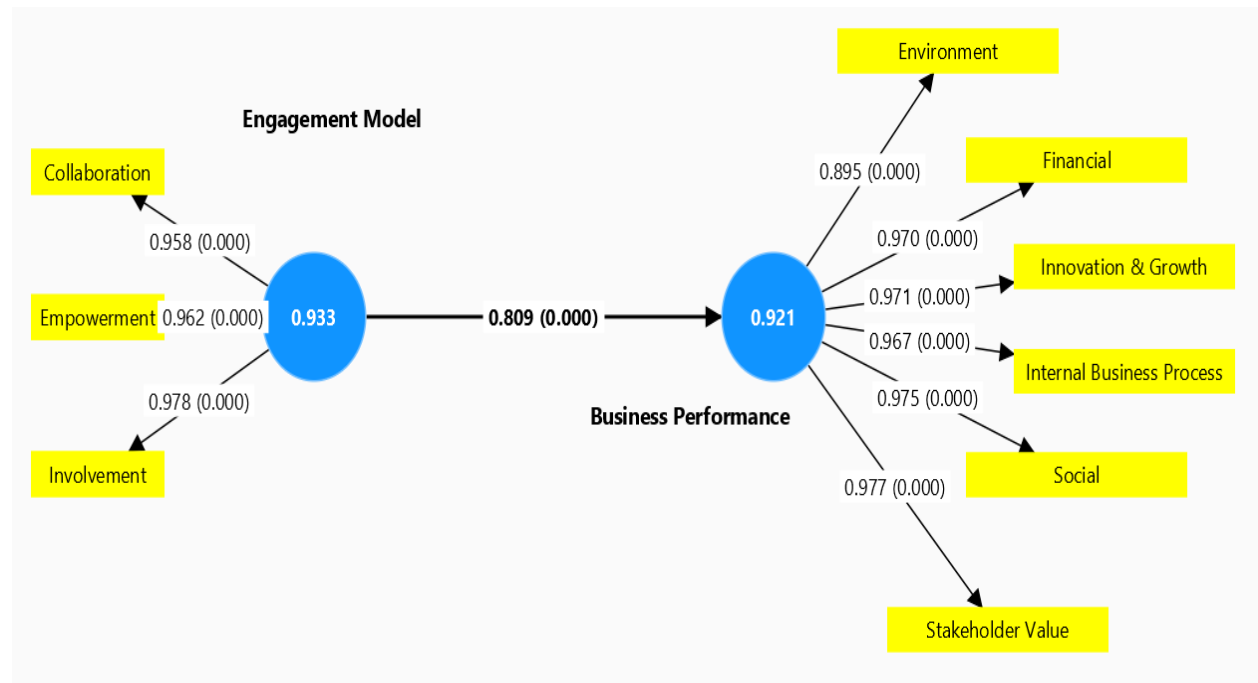 Environment
Engagement Model
Financial
Collaboration
0.895 (0.000)
0.958 (0.000)
0.970 (0.000)
Innovation & Growth
0.971 (0.000)
Empowerment
0.962 (0.000)
0.933
0.809 (0.000)
0.921
0.967 (0.000)
Internal Business Process
0.978 (0.000)
0.975 (0.000)
Business Performance
Involvement
Social
0.977 (0.000)
Stakeholder Value